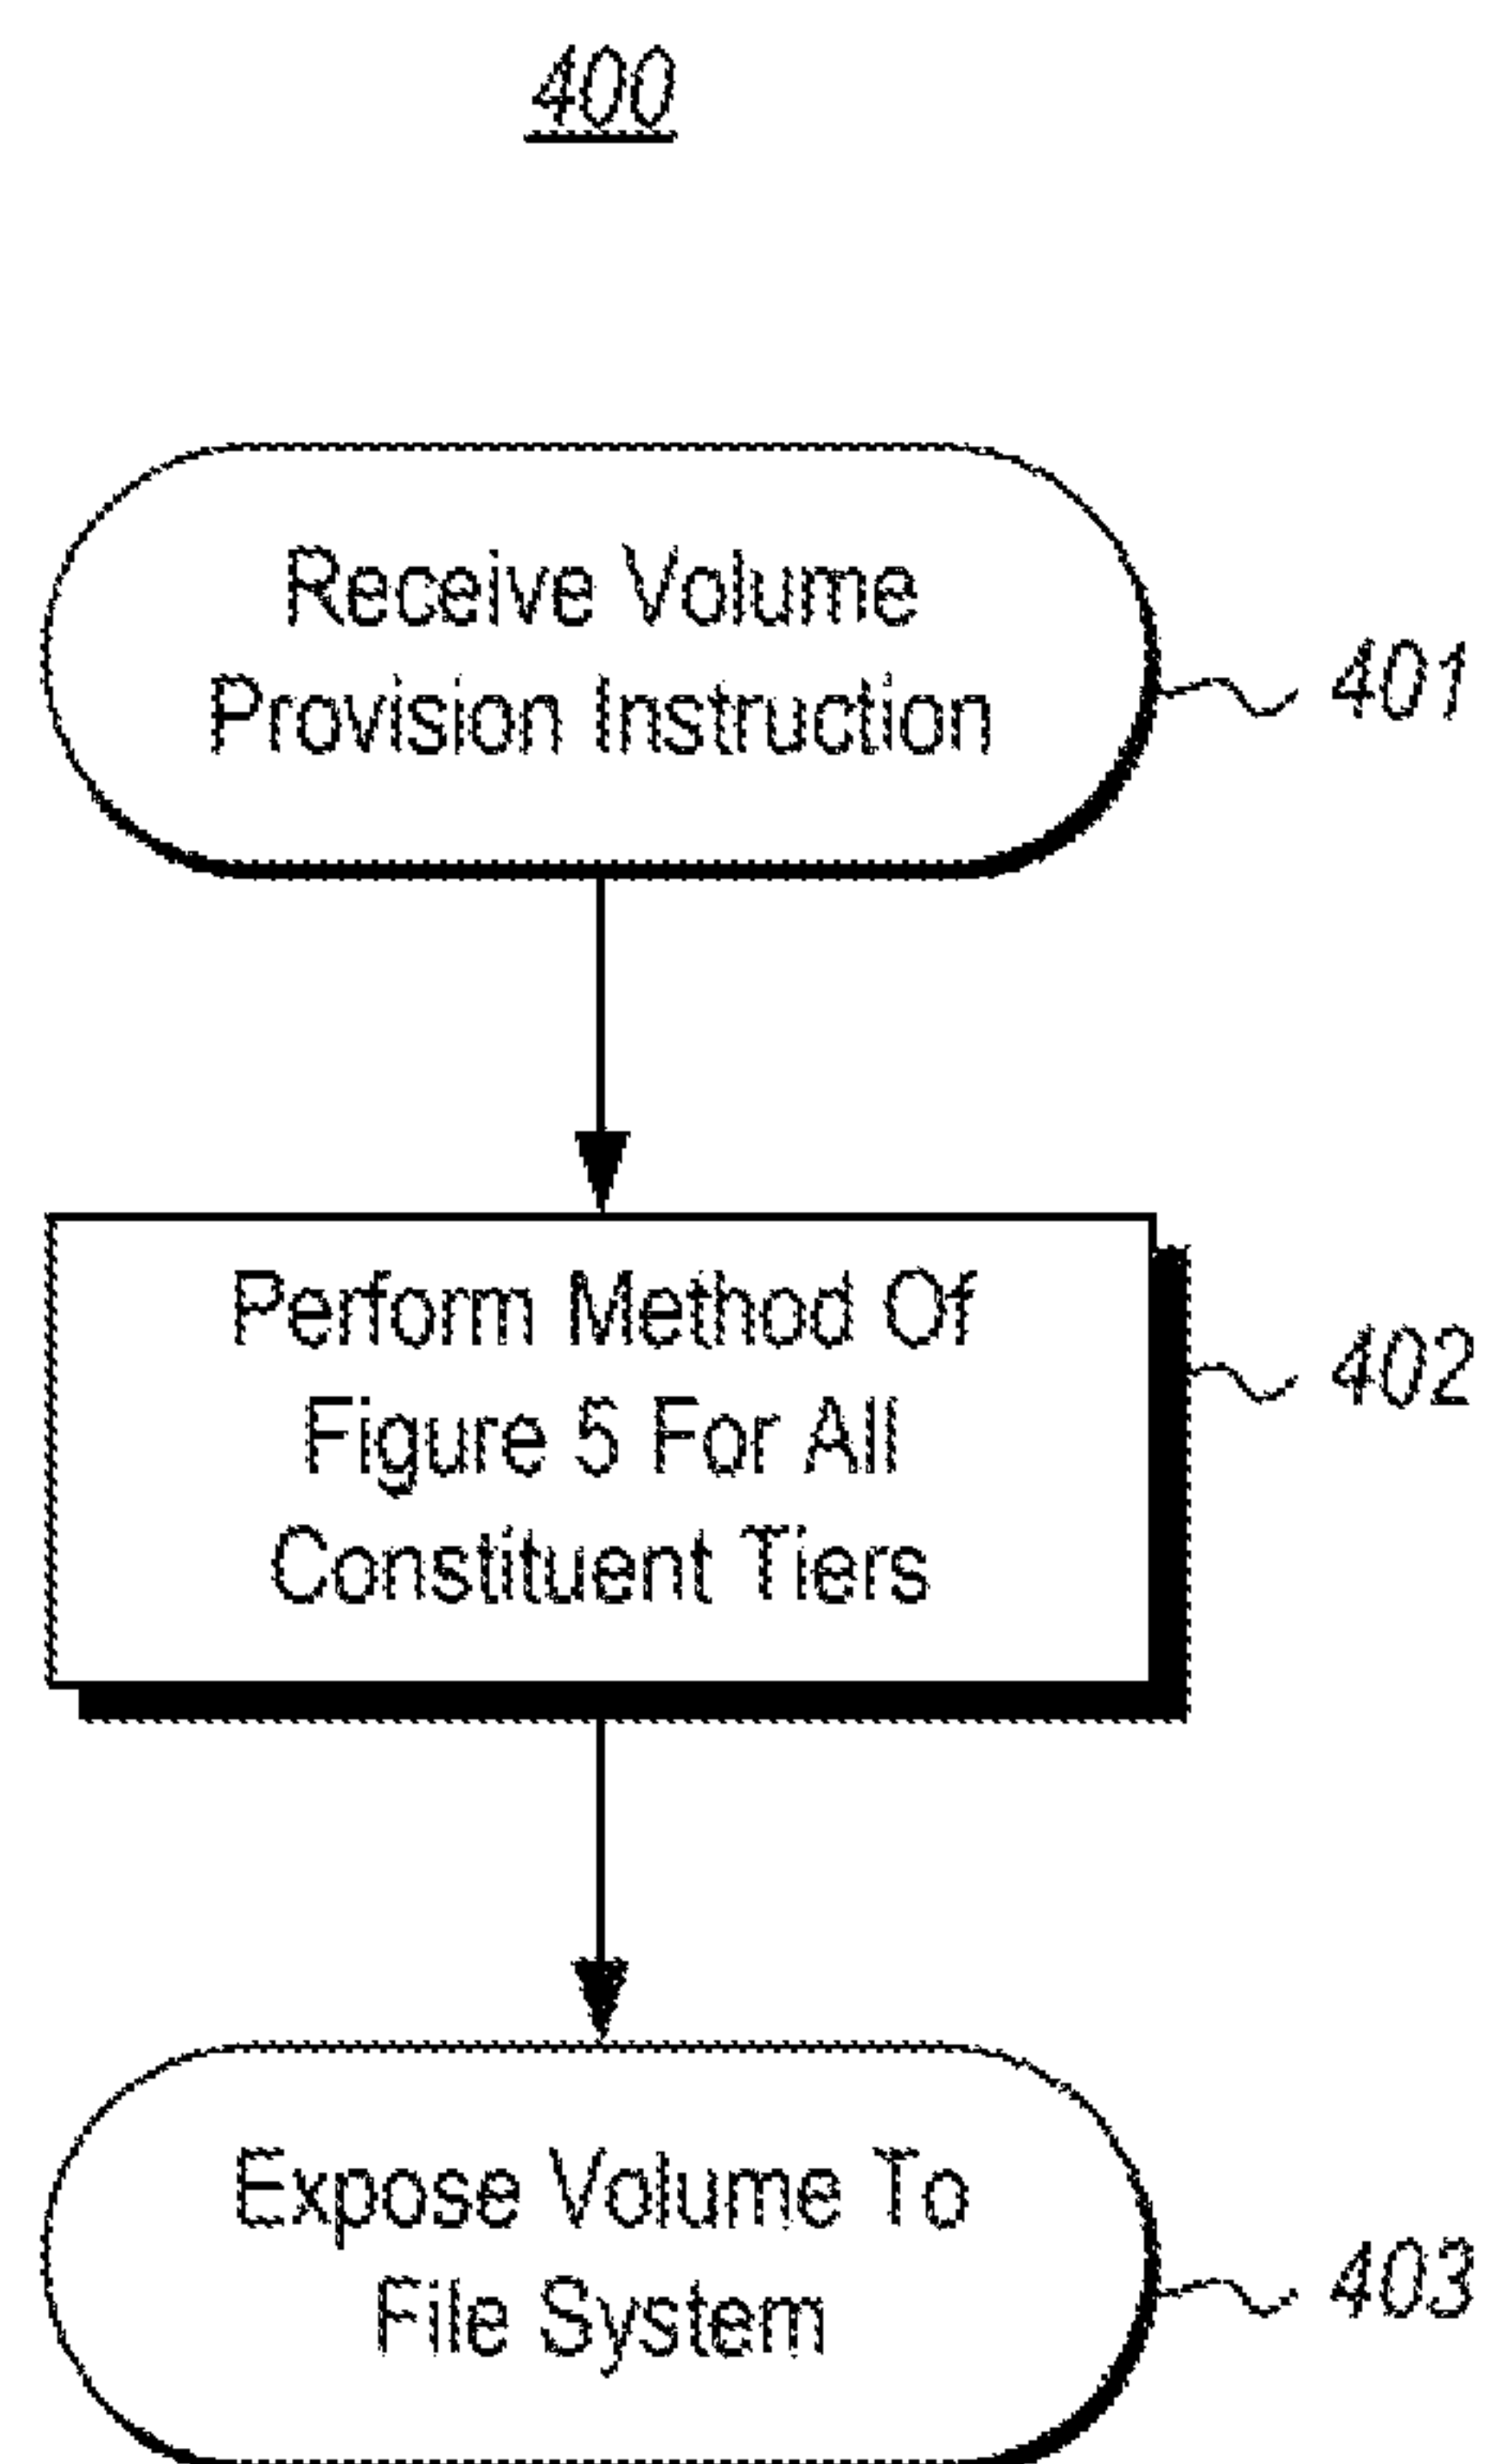 400
Receive Volume
Provision Instruction
401
Perform Method Of
Figure 5 For All
Constituent Tiers
402
Expose Volume To
File System
403